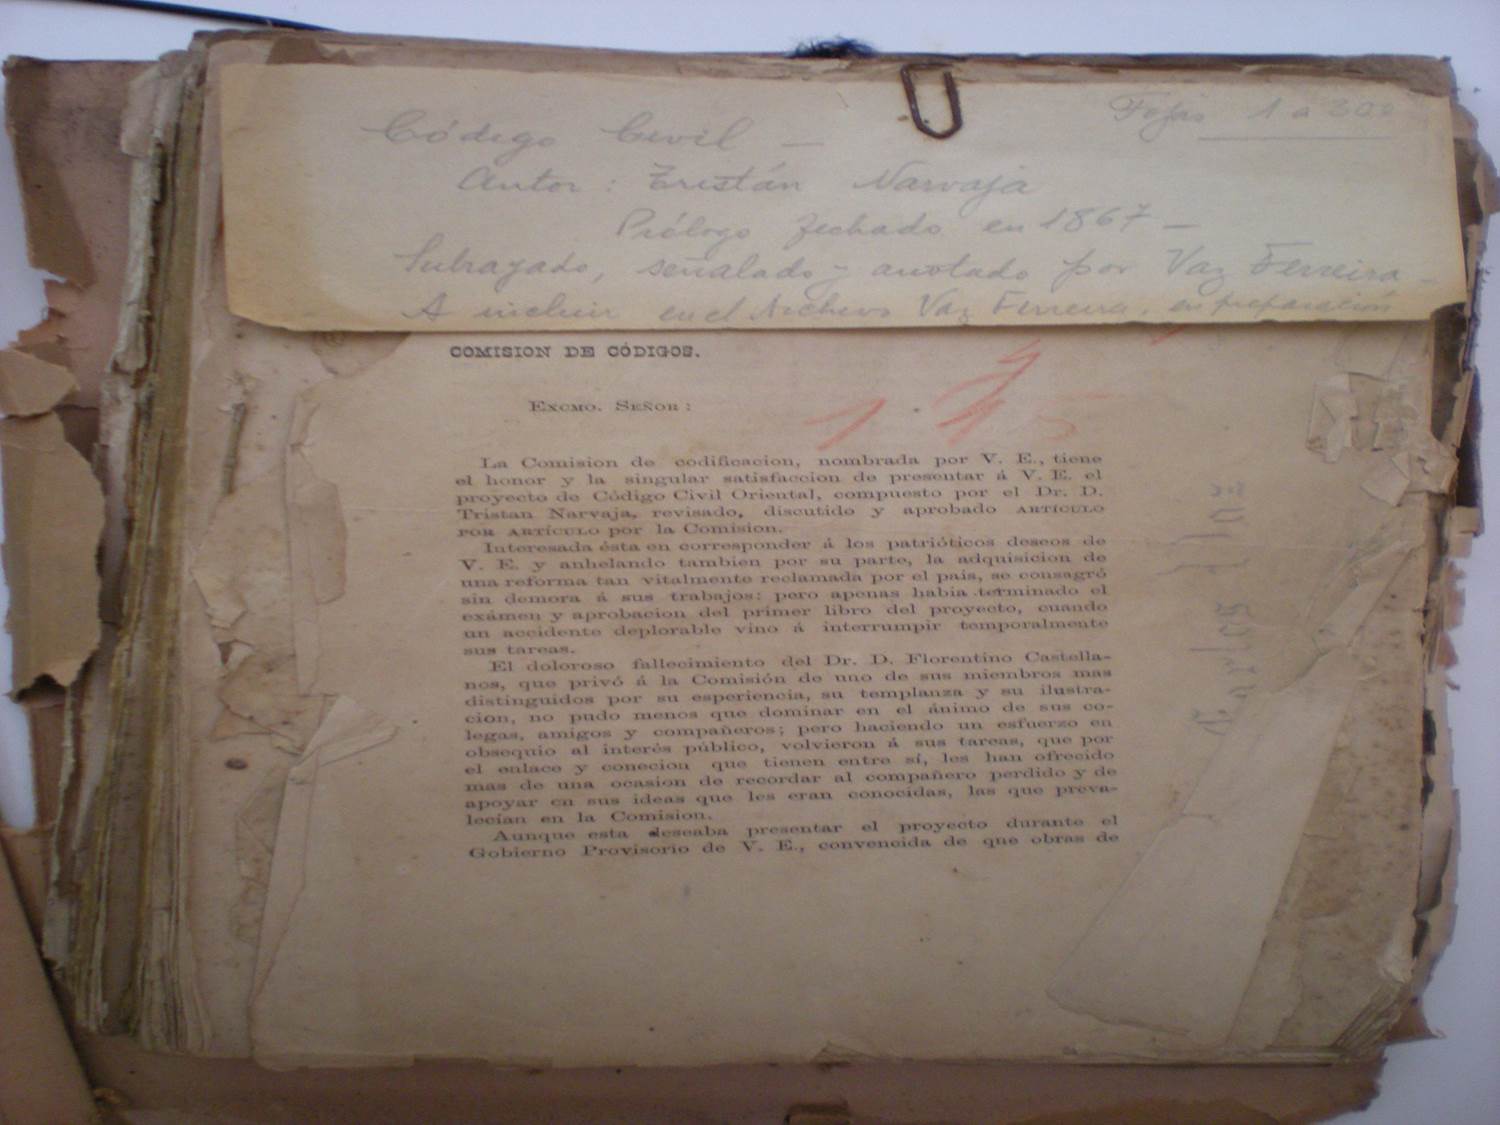 Fojas 1 a 300
Código Civil —
Autor: Tristán Narvaja
Prólogo fechado en 1867 —
Subrayado, señalado y anotado por Vaz Ferreira —
A incluir en el Archivo Vaz Ferreira, en preparación
COMISION DE CÓDIGOS.
EXCMO. SEÑOR:
La Comision de codificacion, nombrada por V. E., tiene
el honor y la singular satisfaccion de presentar á V. E. el
proyecto de Código Civil Oriental, compuesto por el Dr. D.
Tristan Narvaja, revisado, discutido y aprobado ARTÍCULO
POR ARTÍCULO por la Comision.
Interesada ésta en corresponder á los patrióticos deseos de
V. E. y anhelando tambien por su parte, la adquisicion de
una reforma tan vitalmente reclamada por el país, se consagró
sin demora á sus trabajos: pero apenas habia terminado el
exámen y aprobacion del primer libro del proyecto, cuando
un accidente deplorable vino á interrumpir temporalmente
sus tareas.
El doloroso fallecimiento del Dr. D. Florentino Castella-
nos, que privó á la Comisión de uno de sus miembros mas
distinguidos por su esperiencia, su templanza y su ilustra-
cion, no pudo menos que dominar en el ánimo de sus co-
legas, amigos y compañeros; pero haciendo un esfuerzo en
obsequio al interés público, volvieron á sus tareas, que por
el enlace y conecion que tienen entre sí, les han ofrecido
mas de una ocasion de recordar al compañero perdido y de
apoyar en sus ideas que les eran conocidas, las que preva-
lecían en la Comision.
Aunque esta deseaba presentar el proyecto durante el
Gobierno Provisorio de V. E., convencida de que obras de
Carlos